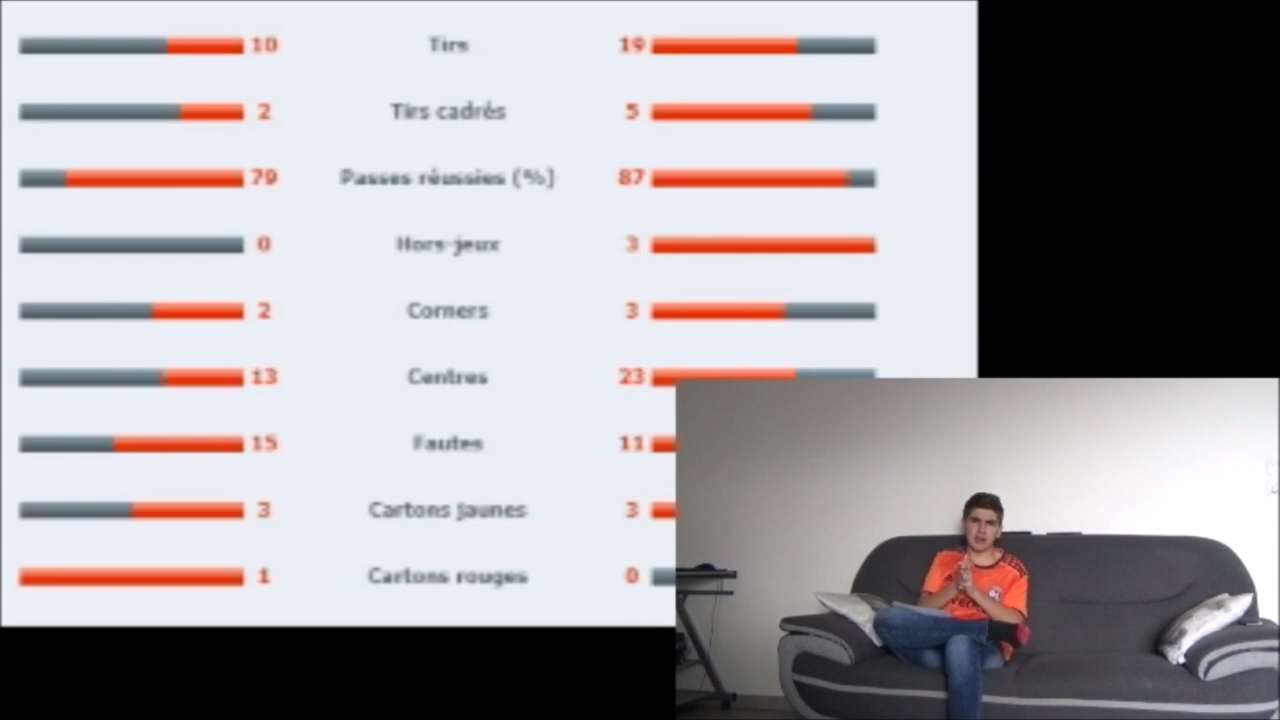 10 Tirs 19
2 Tirs cadrés 5
79 Passes réussies (%) 87
0 Hors-jeux 3
2 Corners 3
13 Centres 23
15 Fautes 11
3 Cartons jaunes 3
1 Cartons rouges 0